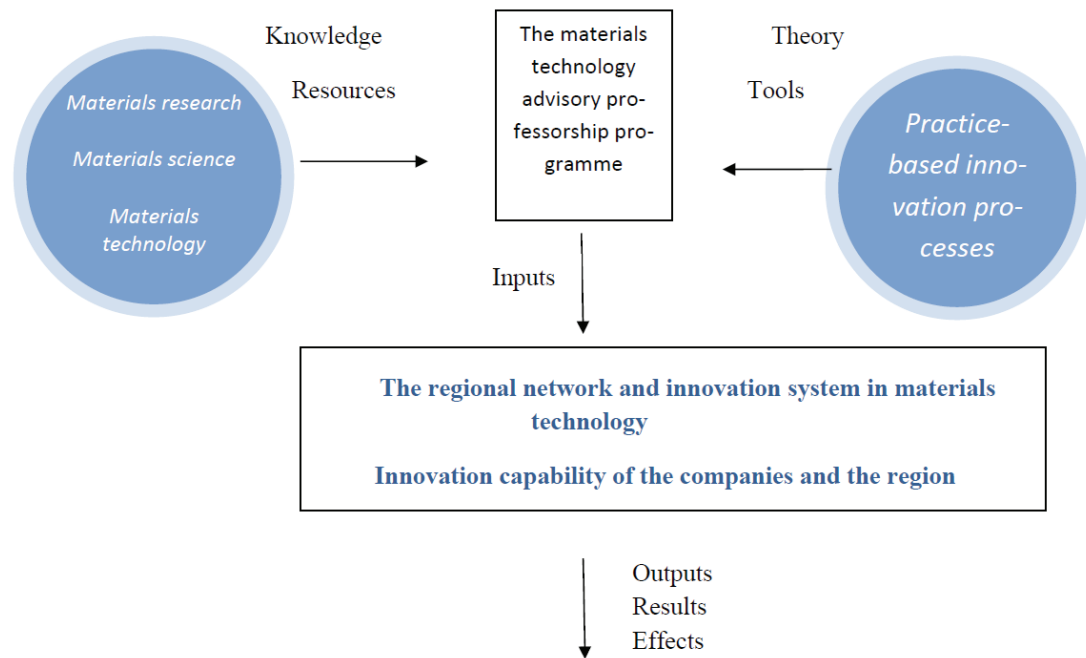 Knowledge
Resources
Materials research
Materials science
Materials
technology
The materials
technology
advisory pro-
fessorship pro-
gramme
Theory
Tools
Practice-
based inno-
vation pro-
cesses
Inputs
The regional network and innovation system in materials
technology
Innovation capability of the companies and the region
Outputs
Results
Effects